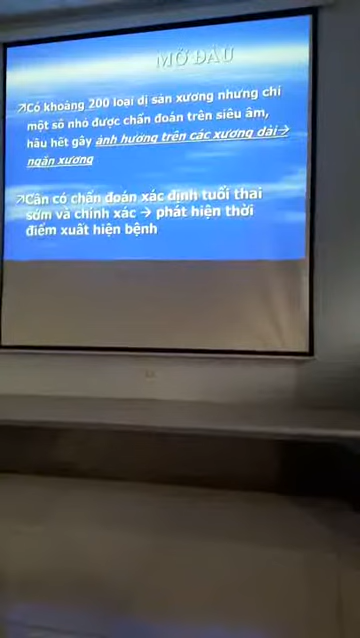 MỞ ĐẦU
Có khoảng 200 loại dị sản xương nhưng chỉ
một số nhỏ được chẩn đoán trên siêu âm,
hầu hết gây ảnh hưởng trên các xương dài →
ngắn xương
Cần có chẩn đoán xác định tuổi thai
sớm và chính xác → phát hiện thời
điểm xuất hiện bệnh